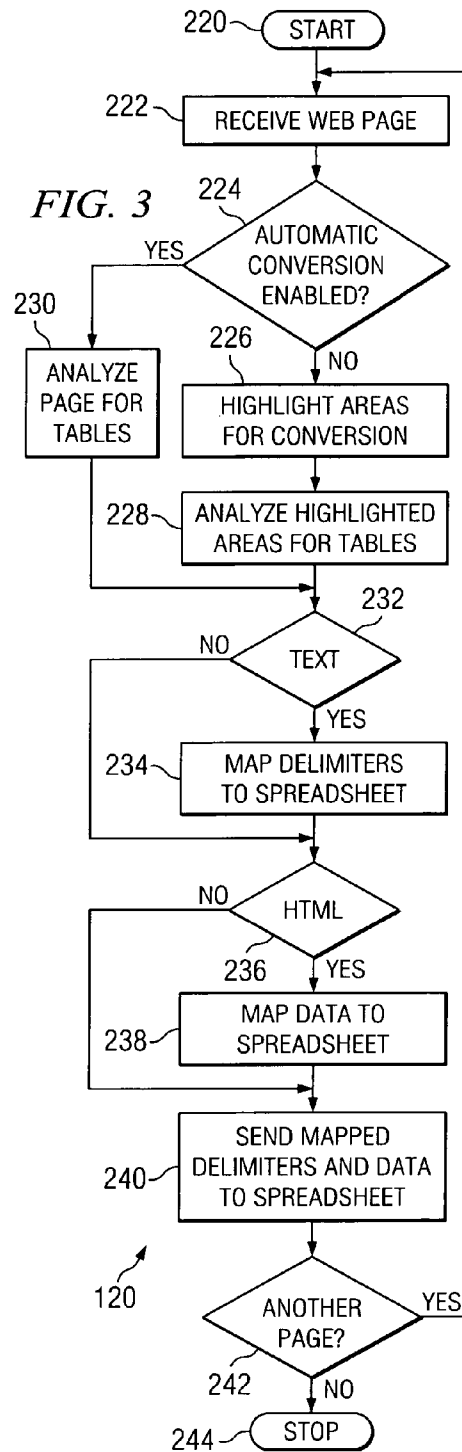 220
START
222
RECEIVE WEB PAGE
FIG. 3
224
AUTOMATIC
CONVERSION
ENABLED?
YES
NO
230
ANALYZE
PAGE FOR
TABLES
226
HIGHLIGHT AREAS
FOR CONVERSION
228
ANALYZE HIGHLIGHTED
AREAS FOR TABLES
232
NO
TEXT
YES
234
MAP DELIMITERS
TO SPREADSHEET
NO
HTML
236
YES
238
MAP DATA TO
SPREADSHEET
240
SEND MAPPED
DELIMITERS AND DATA
TO SPREADSHEET
120
ANOTHER
PAGE?
YES
242
NO
244
STOP